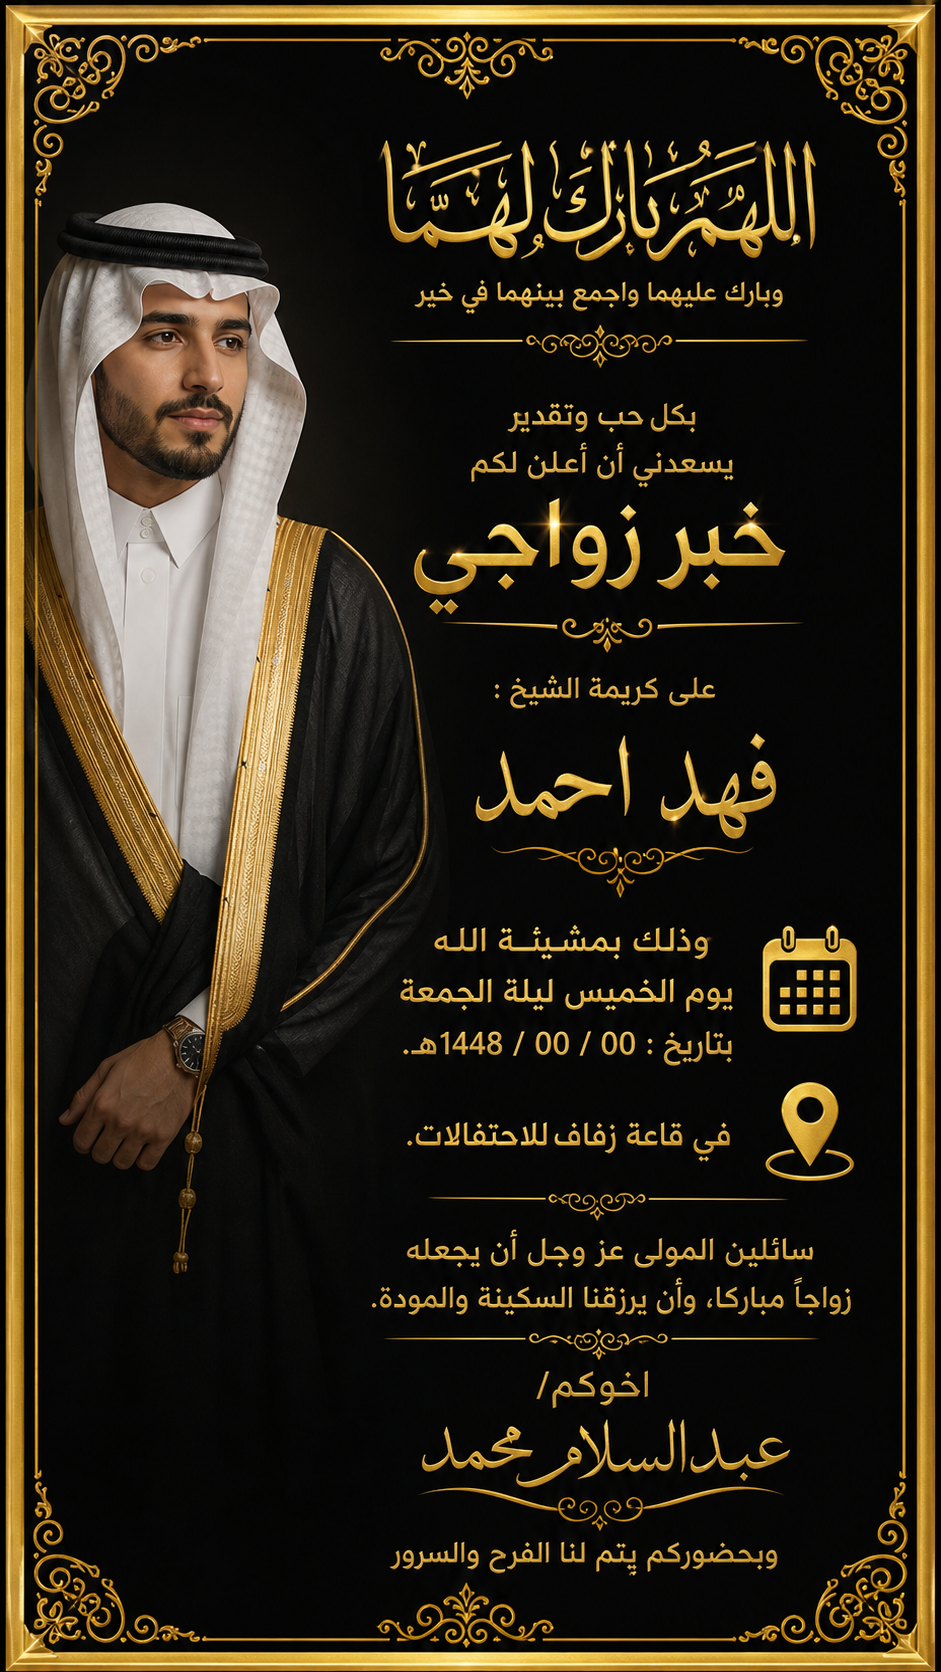 اللهم بارك لهما
وبارك عليهما واجمع بينهما في خير
بكل حب وتقدير
يسعدني أن أعلن لكم
خبر زواجي
على كريمة الشيخ :
فهد احمد
وذلك بمشيئة الله
يوم الخميس ليلة الجمعة
بتاريخ : 00 / 00 / 1448هـ.
في قاعة زفاف للاحتفالات.
سائلين المولى عز وجل أن يجعله
زواجاً مباركا، وأن يرزقنا السكينة والمودة.
اخوكم/
عبدالسلام محمد
وبحضوركم يتم لنا الفرح والسرور